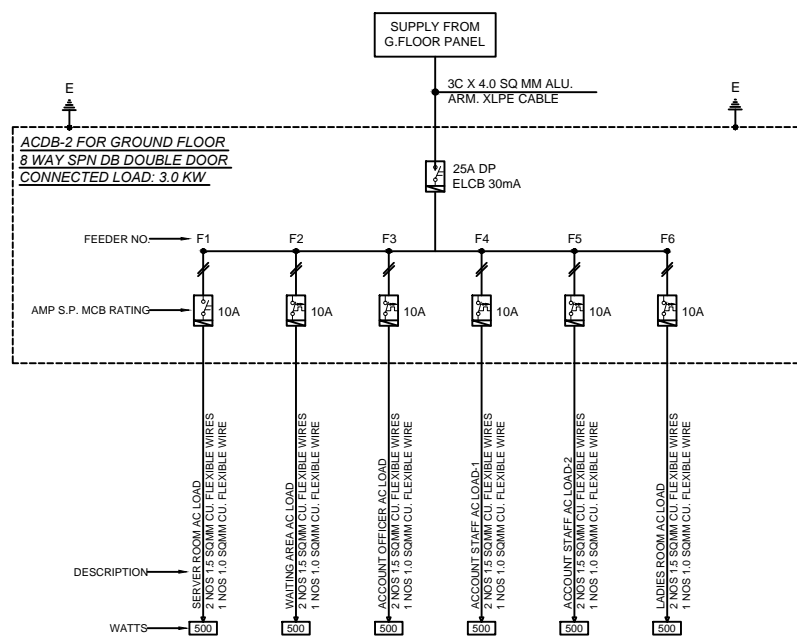 SUPPLY FROM
G.FLOOR PANEL
3C X 4.0 SQ MM ALU.
ARM. XLPE CABLE
E
E
ACDB-2 FOR GROUND FLOOR
8 WAY SPN DB DOUBLE DOOR
CONNECTED LOAD: 3.0 KW
25A DP
ELCB 30mA
FEEDER NO.
F1
F2
F3
F4
F5
F6
AMP S.P. MCB RATING
10A
10A
10A
10A
10A
10A
SERVER ROOM AC LOAD
2 NOS 1.5 SQMM CU. FLEXIBLE WIRES
1 NOS 1.0 SQMM CU. FLEXIBLE WIRE
WAITING AREA AC LOAD
2 NOS 1.5 SQMM CU. FLEXIBLE WIRES
1 NOS 1.0 SQMM CU. FLEXIBLE WIRE
ACCOUNT OFFICER AC LOAD
2 NOS 1.5 SQMM CU. FLEXIBLE WIRES
1 NOS 1.0 SQMM CU. FLEXIBLE WIRE
ACCOUNT STAFF AC LOAD-1
2 NOS 1.5 SQMM CU. FLEXIBLE WIRES
1 NOS 1.0 SQMM CU. FLEXIBLE WIRE
ACCOUNT STAFF AC LOAD-2
2 NOS 1.5 SQMM CU. FLEXIBLE WIRES
1 NOS 1.0 SQMM CU. FLEXIBLE WIRE
LADIES ROOM AC LOAD
2 NOS 1.5 SQMM CU. FLEXIBLE WIRES
1 NOS 1.0 SQMM CU. FLEXIBLE WIRE
DESCRIPTION
WATTS
500
500
500
500
500
500